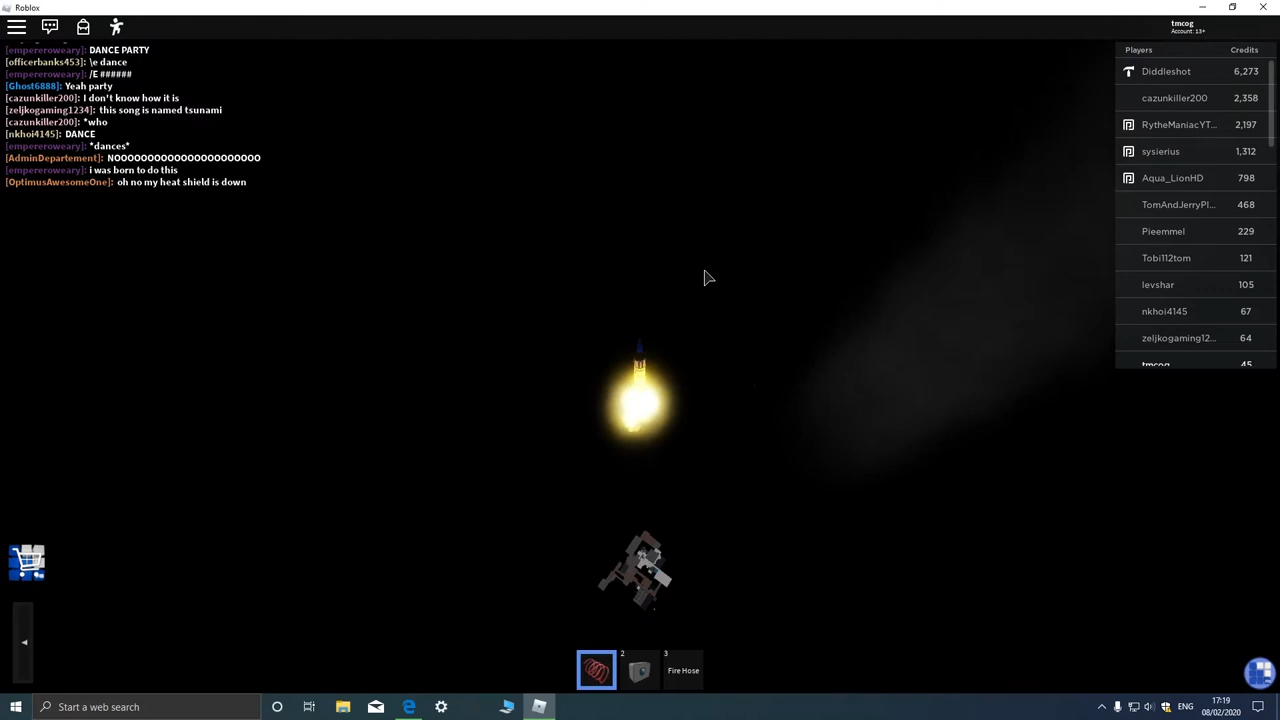 Roblox
tmcog
Account: 13+
[empereroweary]: DANCE PARTY
[officerbanks453]: \e dance
[empereroweary]: /E ######
[Ghost6888]: Yeah party
[cazunkiller200]: I don't know how it is
[zeljkogaming1234]: this song is named tsunami
[cazunkiller200]: *who
[nkhoi4145]: DANCE
[empereroweary]: *dances*
[AdminDepartement]: NOOOOOOOOOOOOOOOOOOOOOO
[empereroweary]: i was born to do this
[OptimusAwesomeOne]: oh no my heat shield is down
Players Credits
Diddleshot 6,273
cazunkiller200 2,358
RytheManiacYT... 2,197
sysierius 1,312
Aqua_LionHD 798
TomAndJerryPl... 468
Pieemmel 229
Tobi112tom 121
levshar 105
nkhoi4145 67
zeljkogaming12... 64
tmcog 45
2 3
Fire Hose
Start a web search
ENG
17:19
08/02/2020